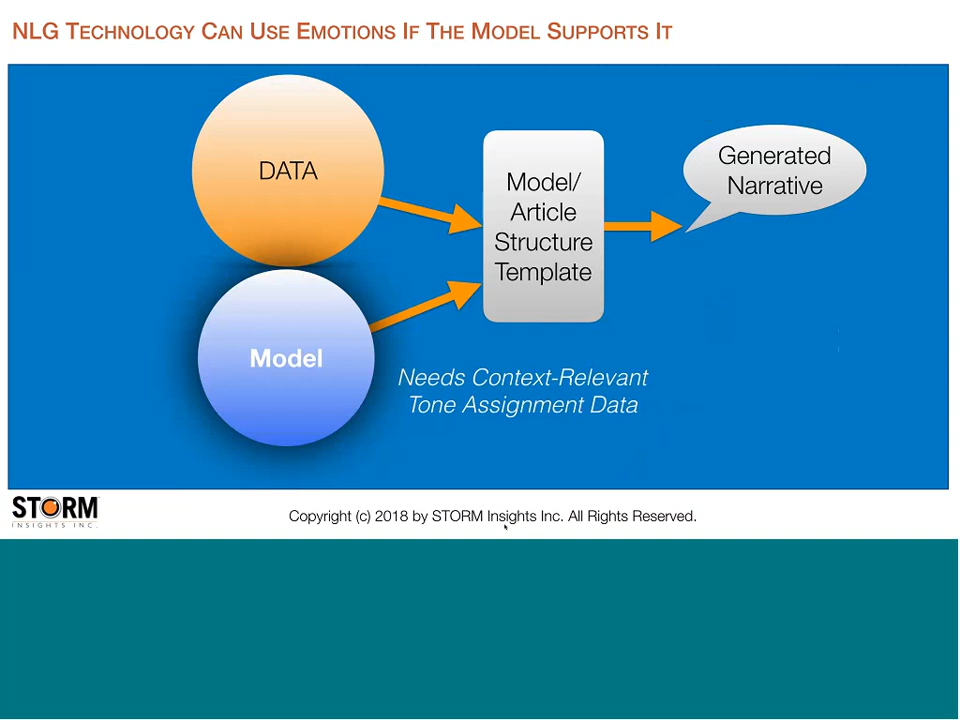 NLG Technology Can Use Emotions If The Model Supports It
DATA
Model/
Article
Structure
Template
Generated
Narrative
Model
Needs Context-Relevant
Tone Assignment Data
STORM
INSIGHTS INC.
Copyright (c) 2018 by STORM Insights Inc. All Rights Reserved.